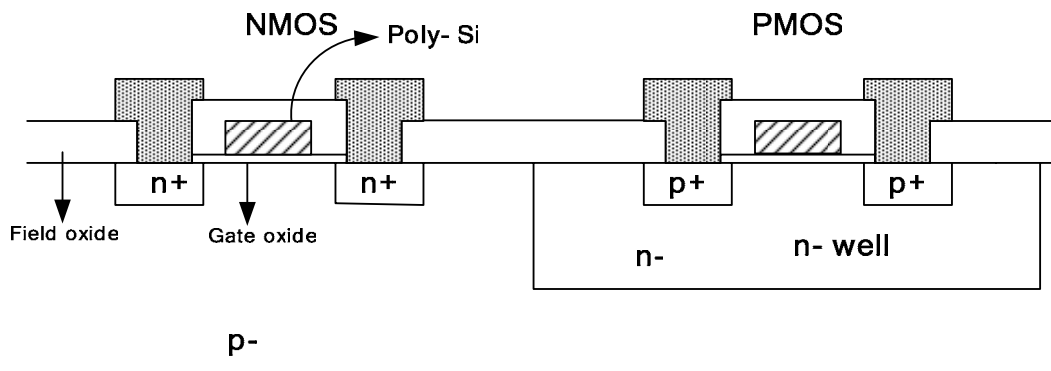 NMOS
PMOS
Poly- Si
n+
n+
p+
p+
Field oxide
Gate oxide
n-
n- well
p-